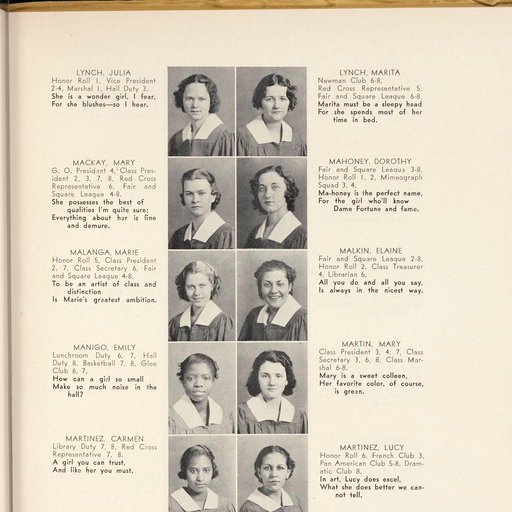 LYNCH, JULIA
Honor Roll 1, Vice President
2-4, Marshal 1, Hall Duty 3.
She is a wonder girl, I fear,
For she blushes—so I hear.
MACKAY, MARY
G. O. President 4, Class Pres-
ident 2, 3, 7, 8, Red Cross
Representative 6, Fair and
Square League 4-8.
She possesses the best of
qualities I'm quite sure;
Everything about her is fine
and demure.
MALANGA, MARIE
Honor Roll 5, Class President
2, 7, Class Secretary 6, Fair
and Square League 4-8.
To be an artist of class and
distinction
Is Marie's greatest ambition.
MANIGO, EMILY
Lunchroom Duty 6, 7, Hall
Duty 8, Basketball 7, 8, Glee
Club 6, 7.
How can a girl so small
Make so much noise in the
hall?
MARTINEZ, CARMEN
Library Duty 7, 8, Red Cross
Representative 7, 8.
A girl you can trust,
And like her you must.
LYNCH, MARITA
Newman Club 6-8,
Red Cross Representative 5,
Fair and Square League 6-8.
Marita must be a sleepy head
For she spends most of her
time in bed.
MAHONEY, DOROTHY
Fair and Square League 3-8,
Honor Roll 1, 2, Mimeograph
Squad 3, 4.
Ma-honey is the perfect name,
For the girl who'll know
Dame Fortune and fame.
MALKIN, ELAINE
Fair and Square League 2-8,
Honor Roll 2, Class Treasurer
4, Librarian 6.
All you do and all you say,
Is always in the nicest way.
MARTIN, MARY
Class President 3, 4, 7, Class
Secretary 3, 6, 8, Class Mar-
shal 6-8.
Mary is a sweet colleen,
Her favorite color, of course,
is green.
MARTINEZ, LUCY
Honor Roll 6, French Club 3,
Pan American Club 5-8, Dram-
atic Club 8.
In art, Lucy does excel,
What she does better we can-
not tell.